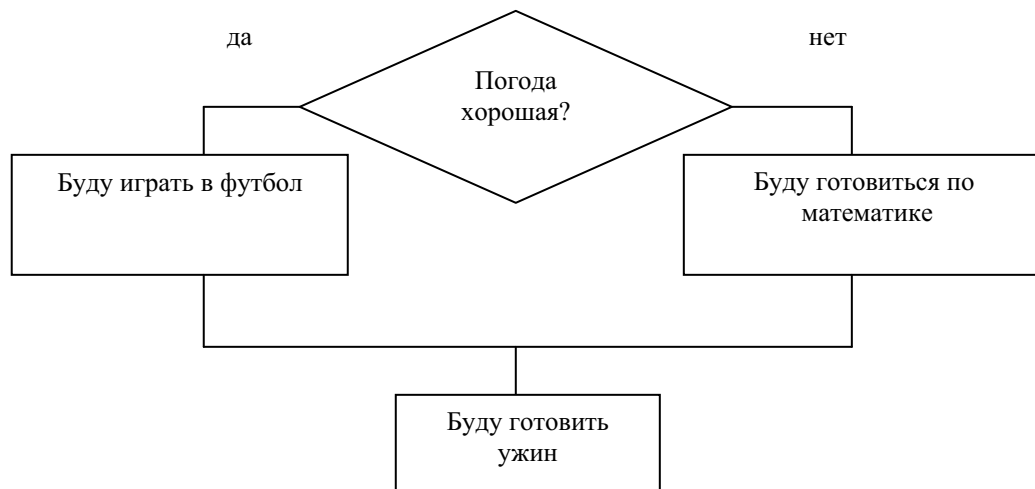 да
нет
Погода
хорошая?
Буду играть в футбол
Буду готовиться по
математике
Буду готовить
ужин